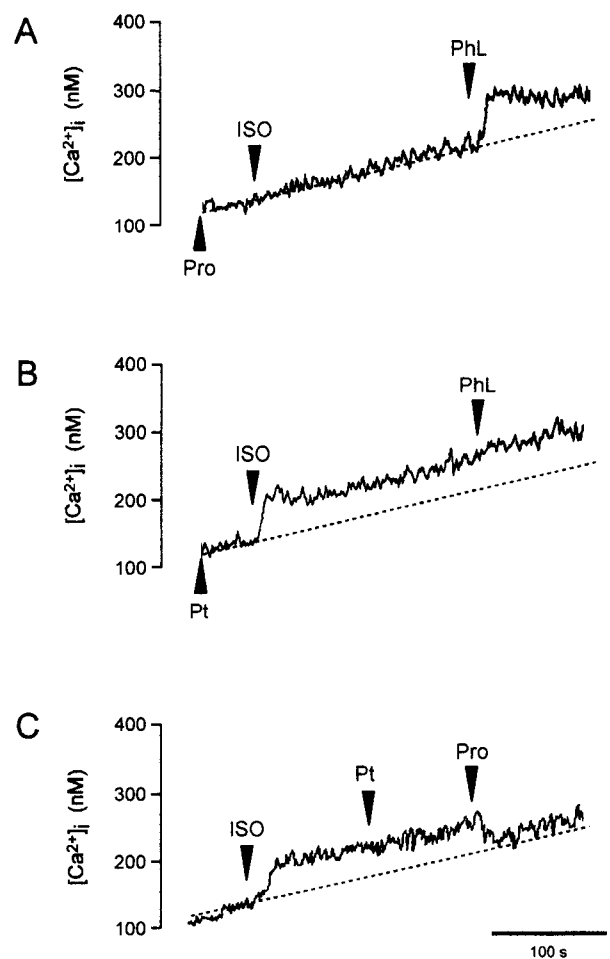 A
[Ca²⁺]ᵢ (nM)
400
300
200
100
Pro
ISO
PhL
B
[Ca²⁺]ᵢ (nM)
400
300
200
100
Pt
ISO
PhL
C
[Ca²⁺]ᵢ (nM)
400
300
200
100
ISO
Pt
Pro
100 s